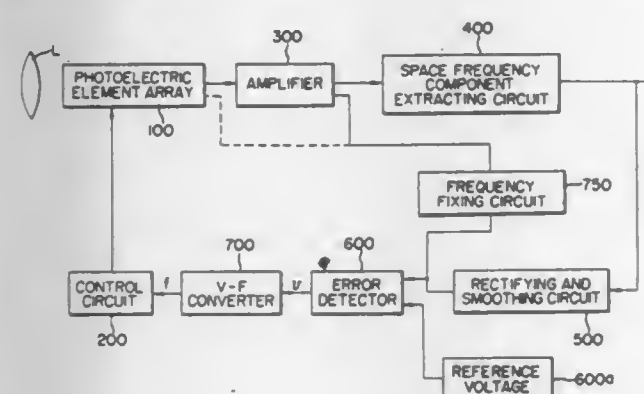 L
300
400
PHOTOELECTRIC
ELEMENT ARRAY
AMPLIFIER
SPACE FREQUENCY
COMPONENT
EXTRACTING CIRCUIT
100
FREQUENCY
FIXING CIRCUIT
750
700
600
CONTROL
CIRCUIT
f
V-F
CONVERTER
V
ERROR
DETECTOR
RECTIFYING AND
SMOOTHING CIRCUIT
200
500
REFERENCE
VOLTAGE
600a